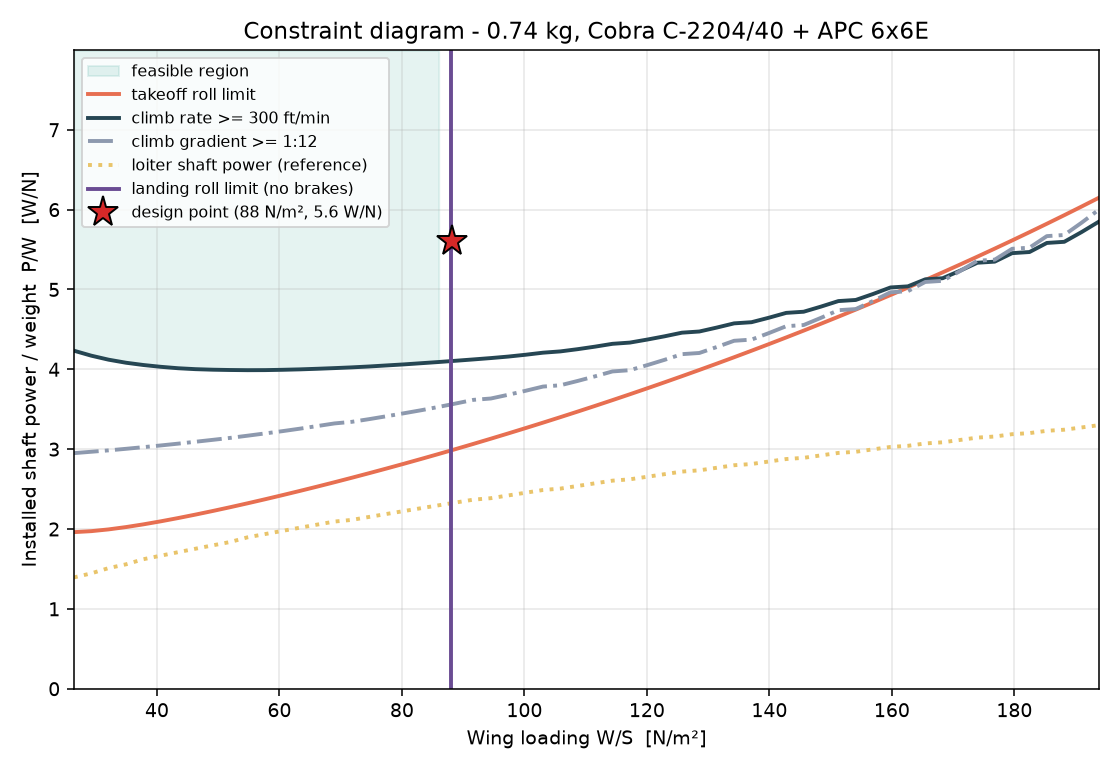 Constraint diagram - 0.74 kg, Cobra C-2204/40 + APC 6x6E
feasible region
takeoff roll limit
climb rate >= 300 ft/min
climb gradient >= 1:12
loiter shaft power (reference)
landing roll limit (no brakes)
design point (88 N/m², 5.6 W/N)
Installed shaft power / weight P/W [W/N]
7
6
5
4
3
2
1
0
40 60 80 100 120 140 160 180
Wing loading W/S [N/m²]